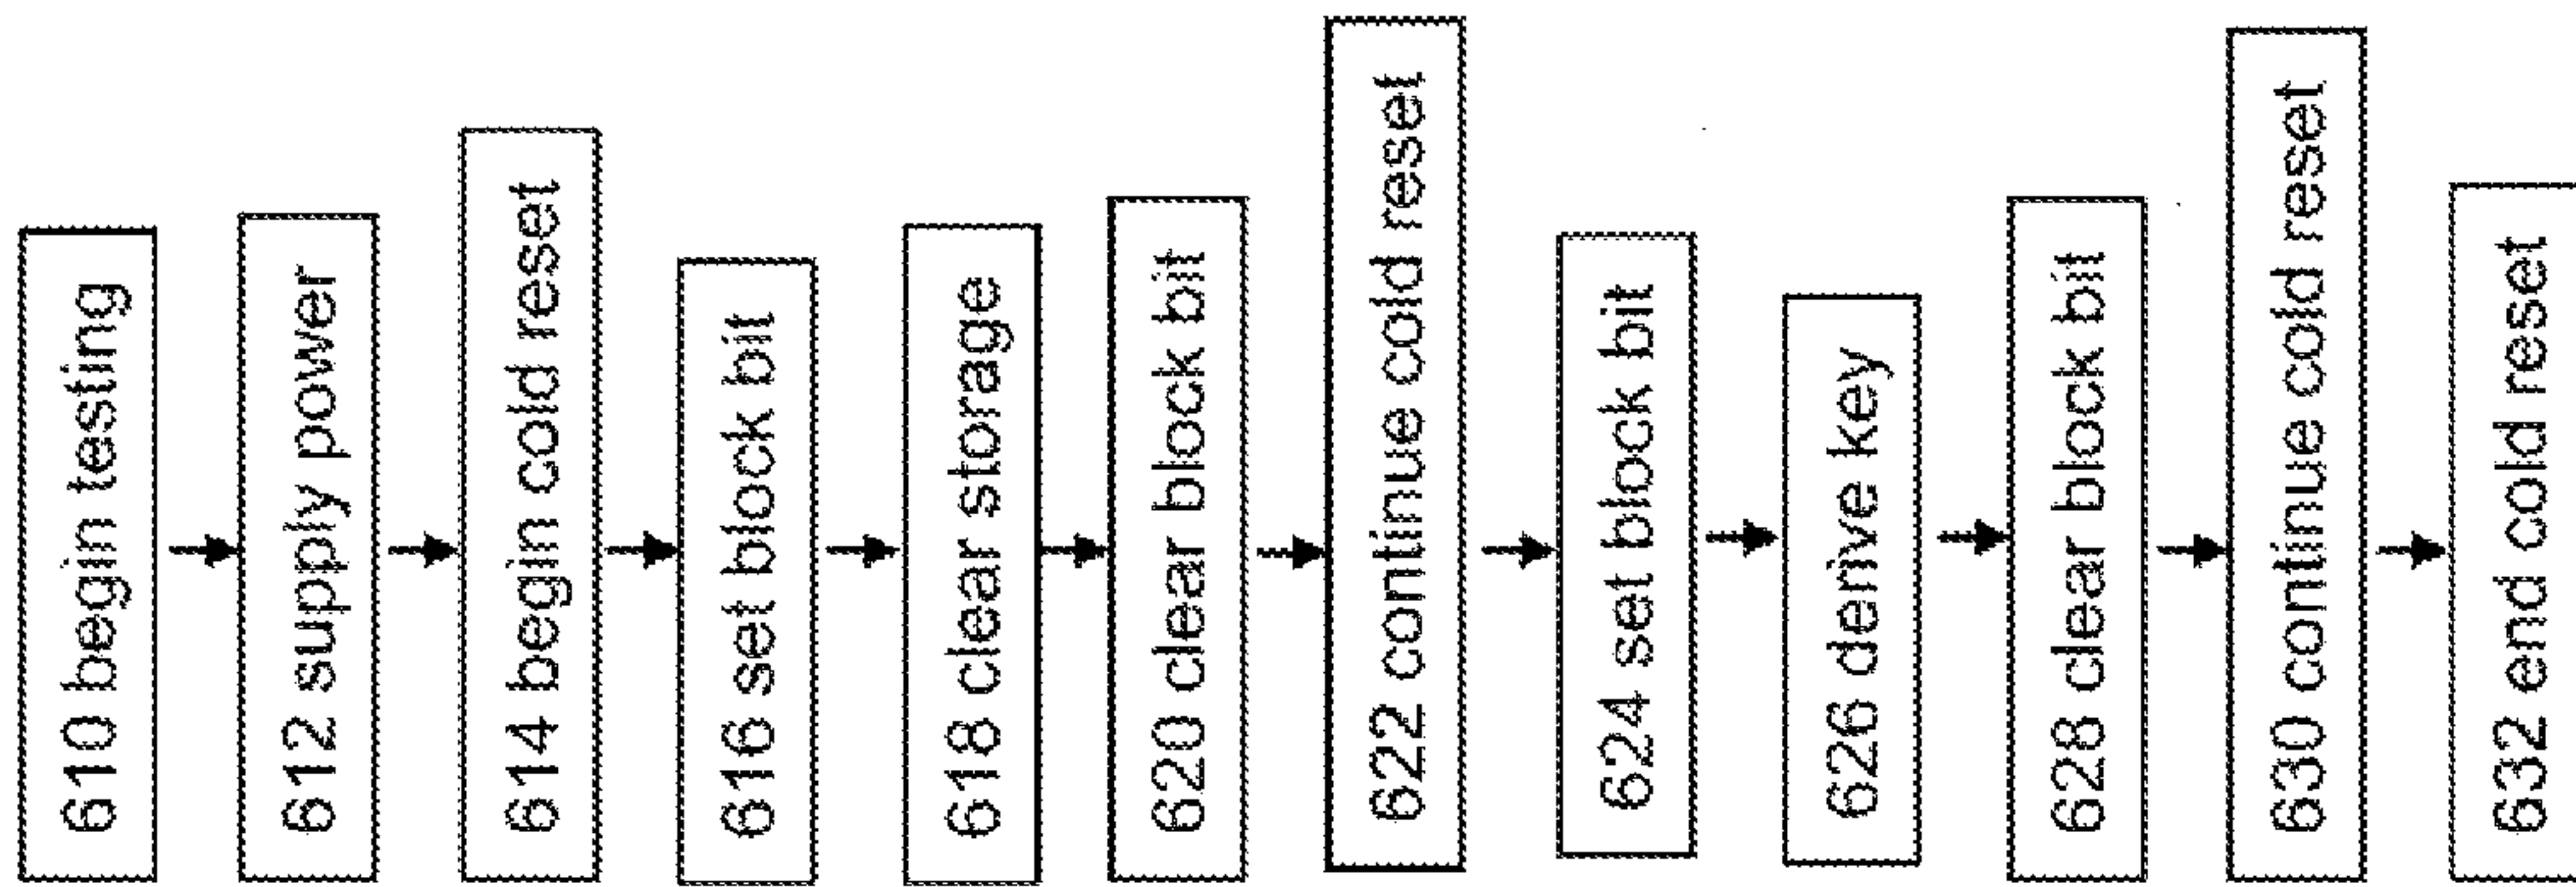 610 begin testing
612 supply power
614 begin cold reset
616 set block bit
618 clear storage
620 clear block bit
622 continue cold reset
624 set block bit
626 derive key
628 clear block bit
630 continue cold reset
632 end cold reset